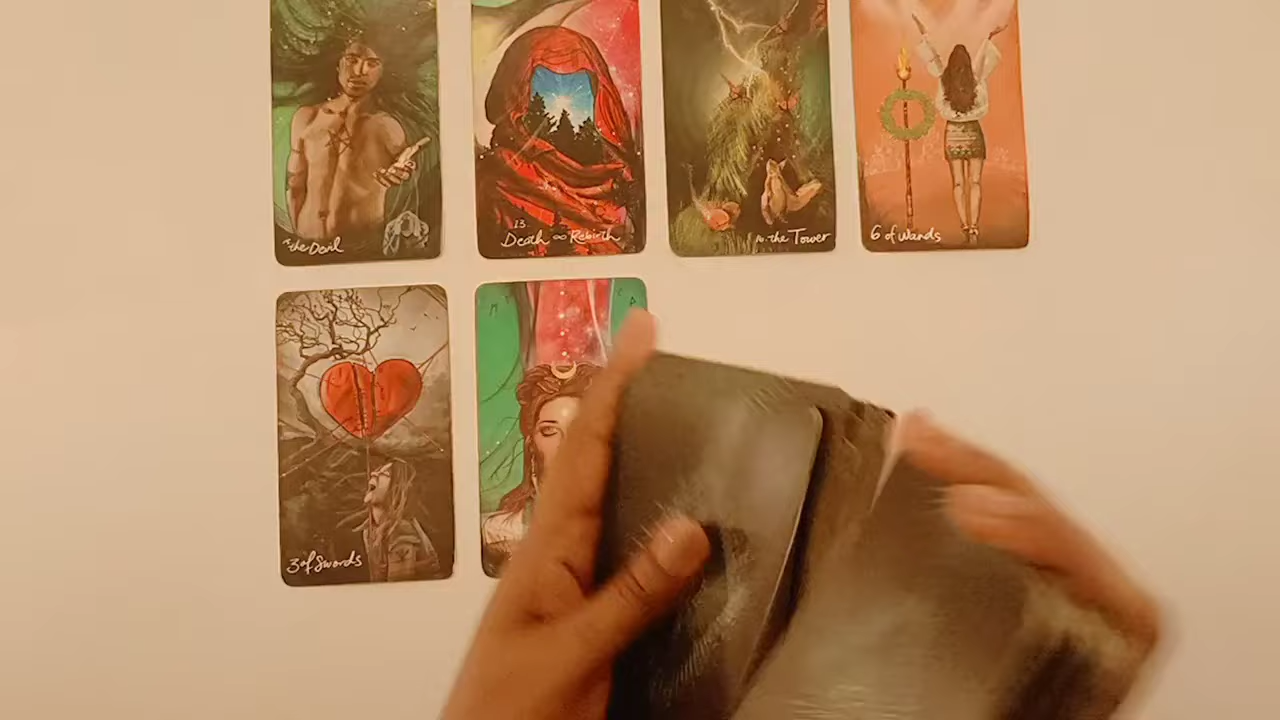 the Devil
13
Death ∞ Rebirth
the Tower
6 of Wands
3 of Swords